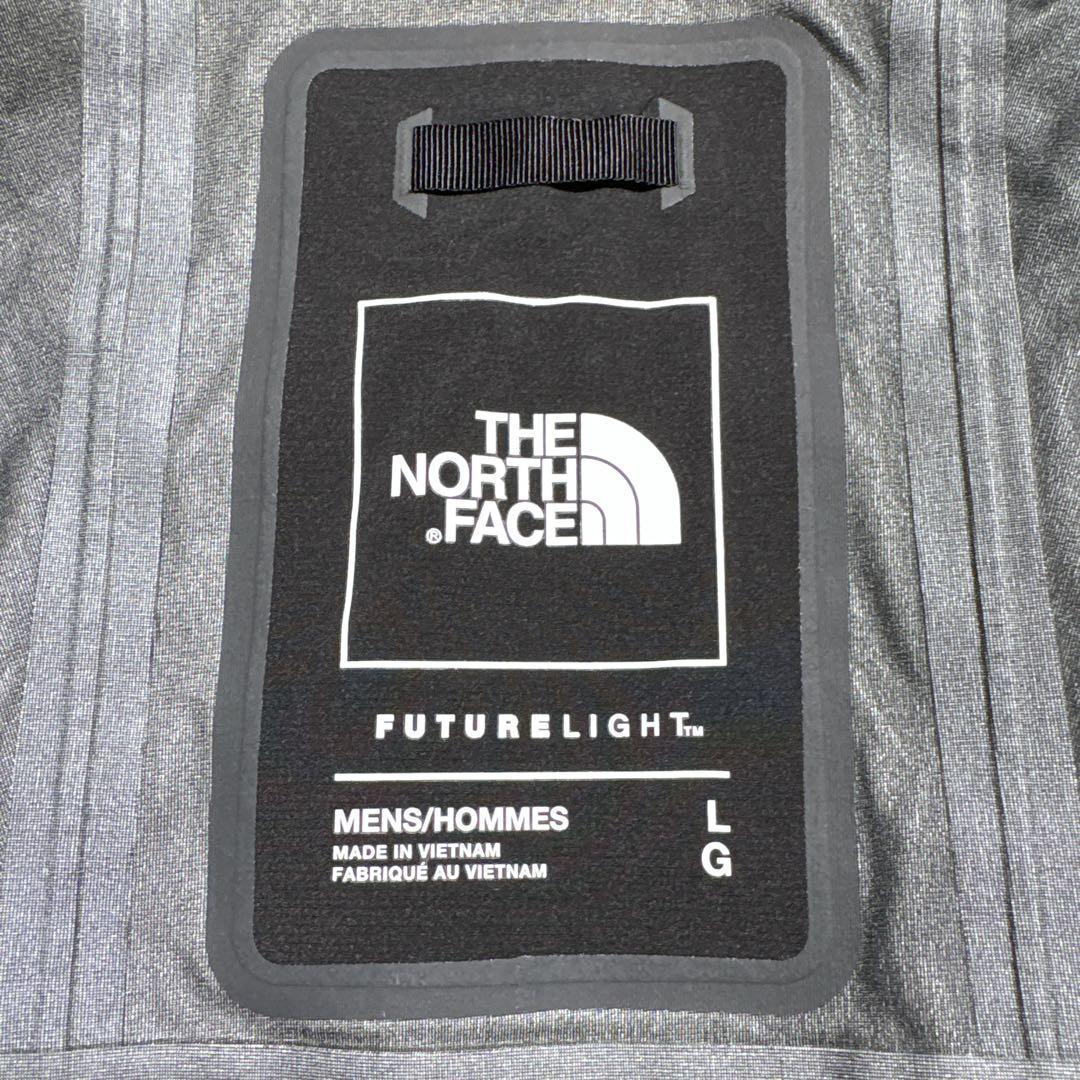 THE
NORTH
®FACE
FUTURELIGHT™
MENS/HOMMES L
MADE IN VIETNAM G
FABRIQUÉ AU VIETNAM